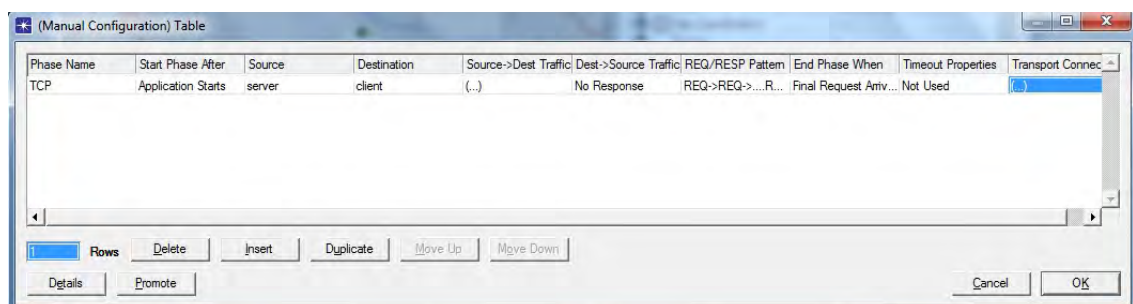 (Manual Configuration) Table
Phase Name Start Phase After Source Destination Source->Dest Traffic Dest->Source Traffic REQ/RESP Pattern End Phase When Timeout Properties Transport Connec
TCP Application Starts server client (...) No Response REQ->REQ->....R... Final Request Arriv... Not Used (...)
1 Rows Delete Insert Duplicate Move Up Move Down
Details Promote Cancel OK